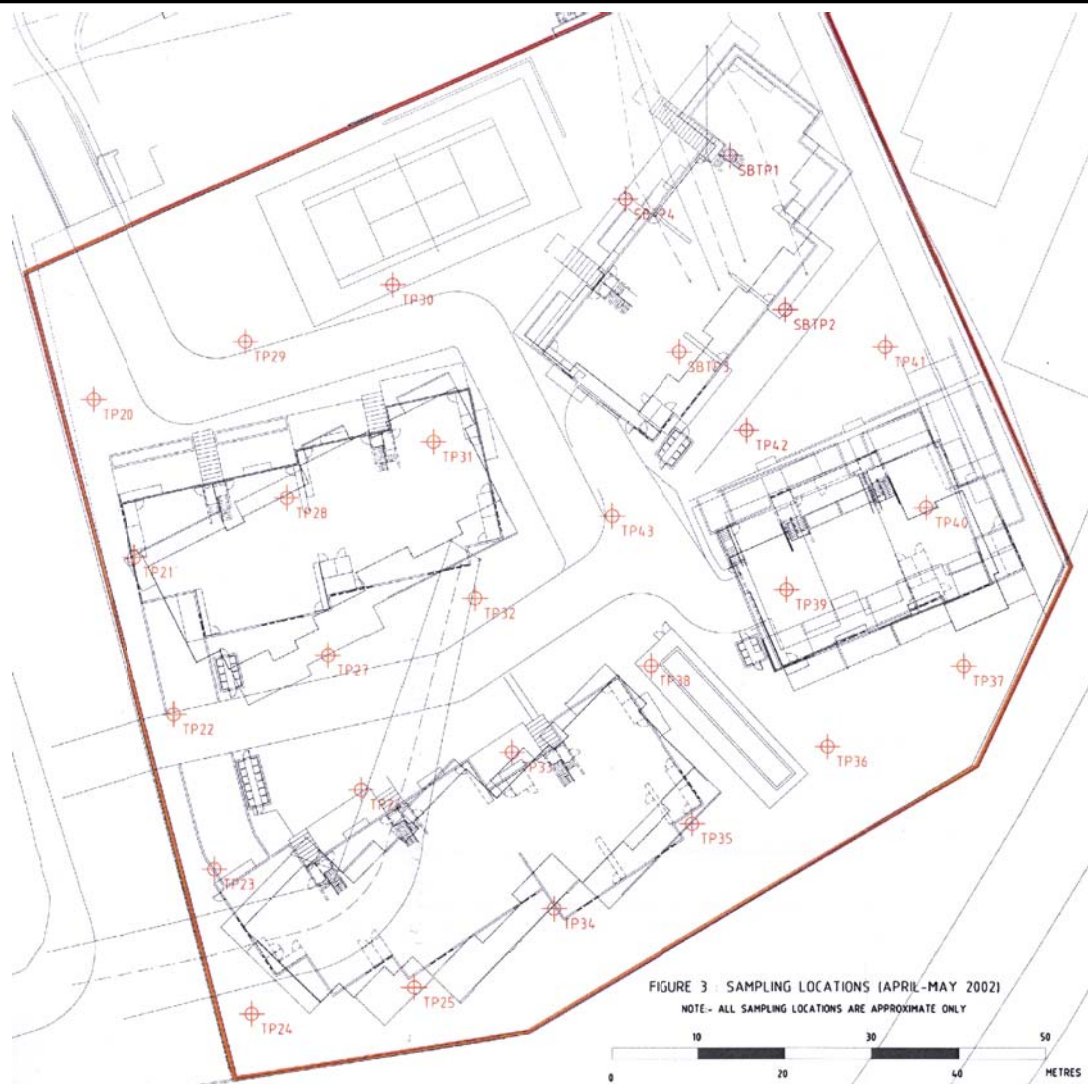 SBTP1
SBTP4
TP30
SBTP2
TP29
TP41
SBTP3
TP20
TP42
TP31
TP28
TP40
TP43
TP21
TP39
TP32
TP27
TP38
TP37
TP22
TP36
TP33
TP35
TP23
TP34
TP25
TP24
FIGURE 3 : SAMPLING LOCATIONS (APRIL-MAY 2002)
NOTE:- ALL SAMPLING LOCATIONS ARE APPROXIMATE ONLY
10 30 50
0 20 40 METRES